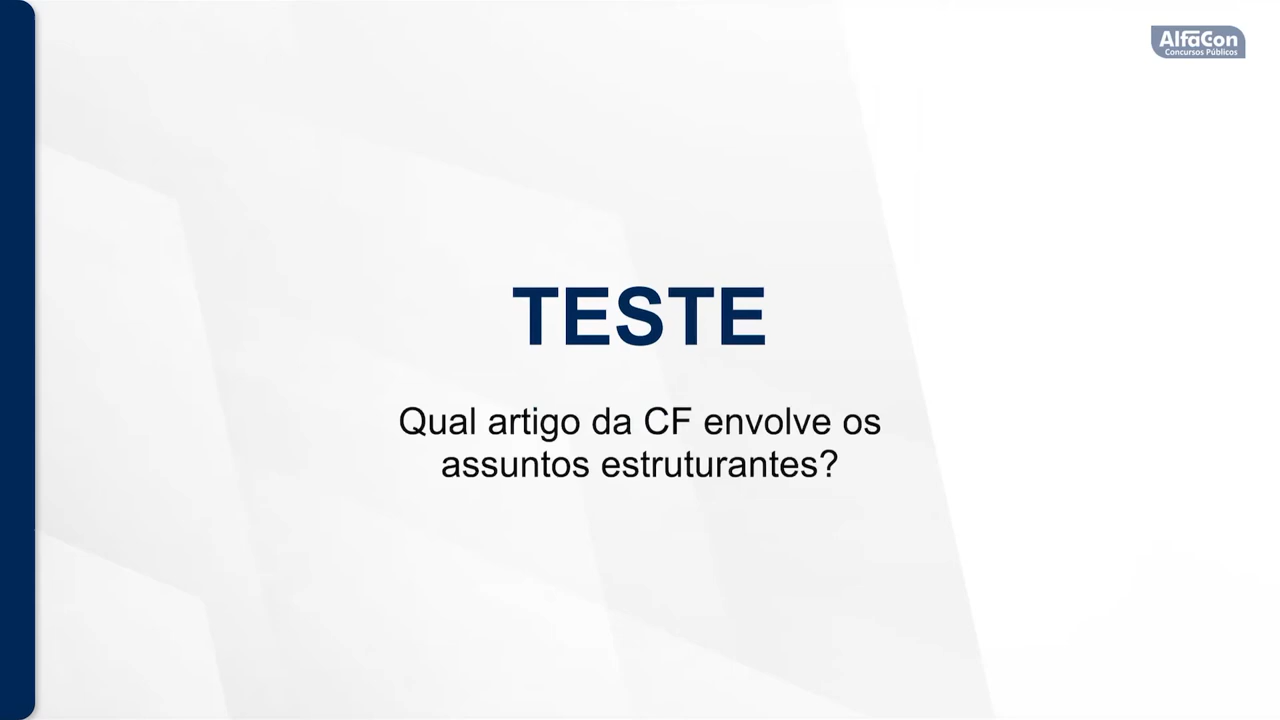 AlfaCon
Concursos Públicos
TESTE
Qual artigo da CF envolve os
assuntos estruturantes?